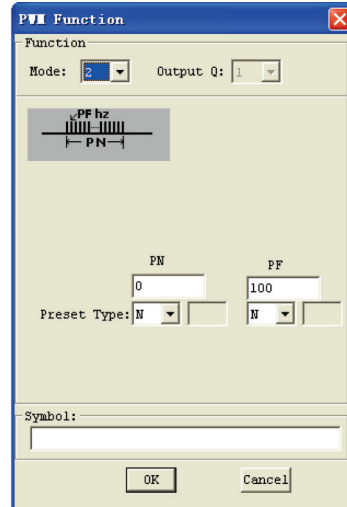 PWM Function
Function
Mode: 2 Output Q: 1
PF hz
PN
PN PF
0 100
Preset Type: N N
Symbol:
OK Cancel